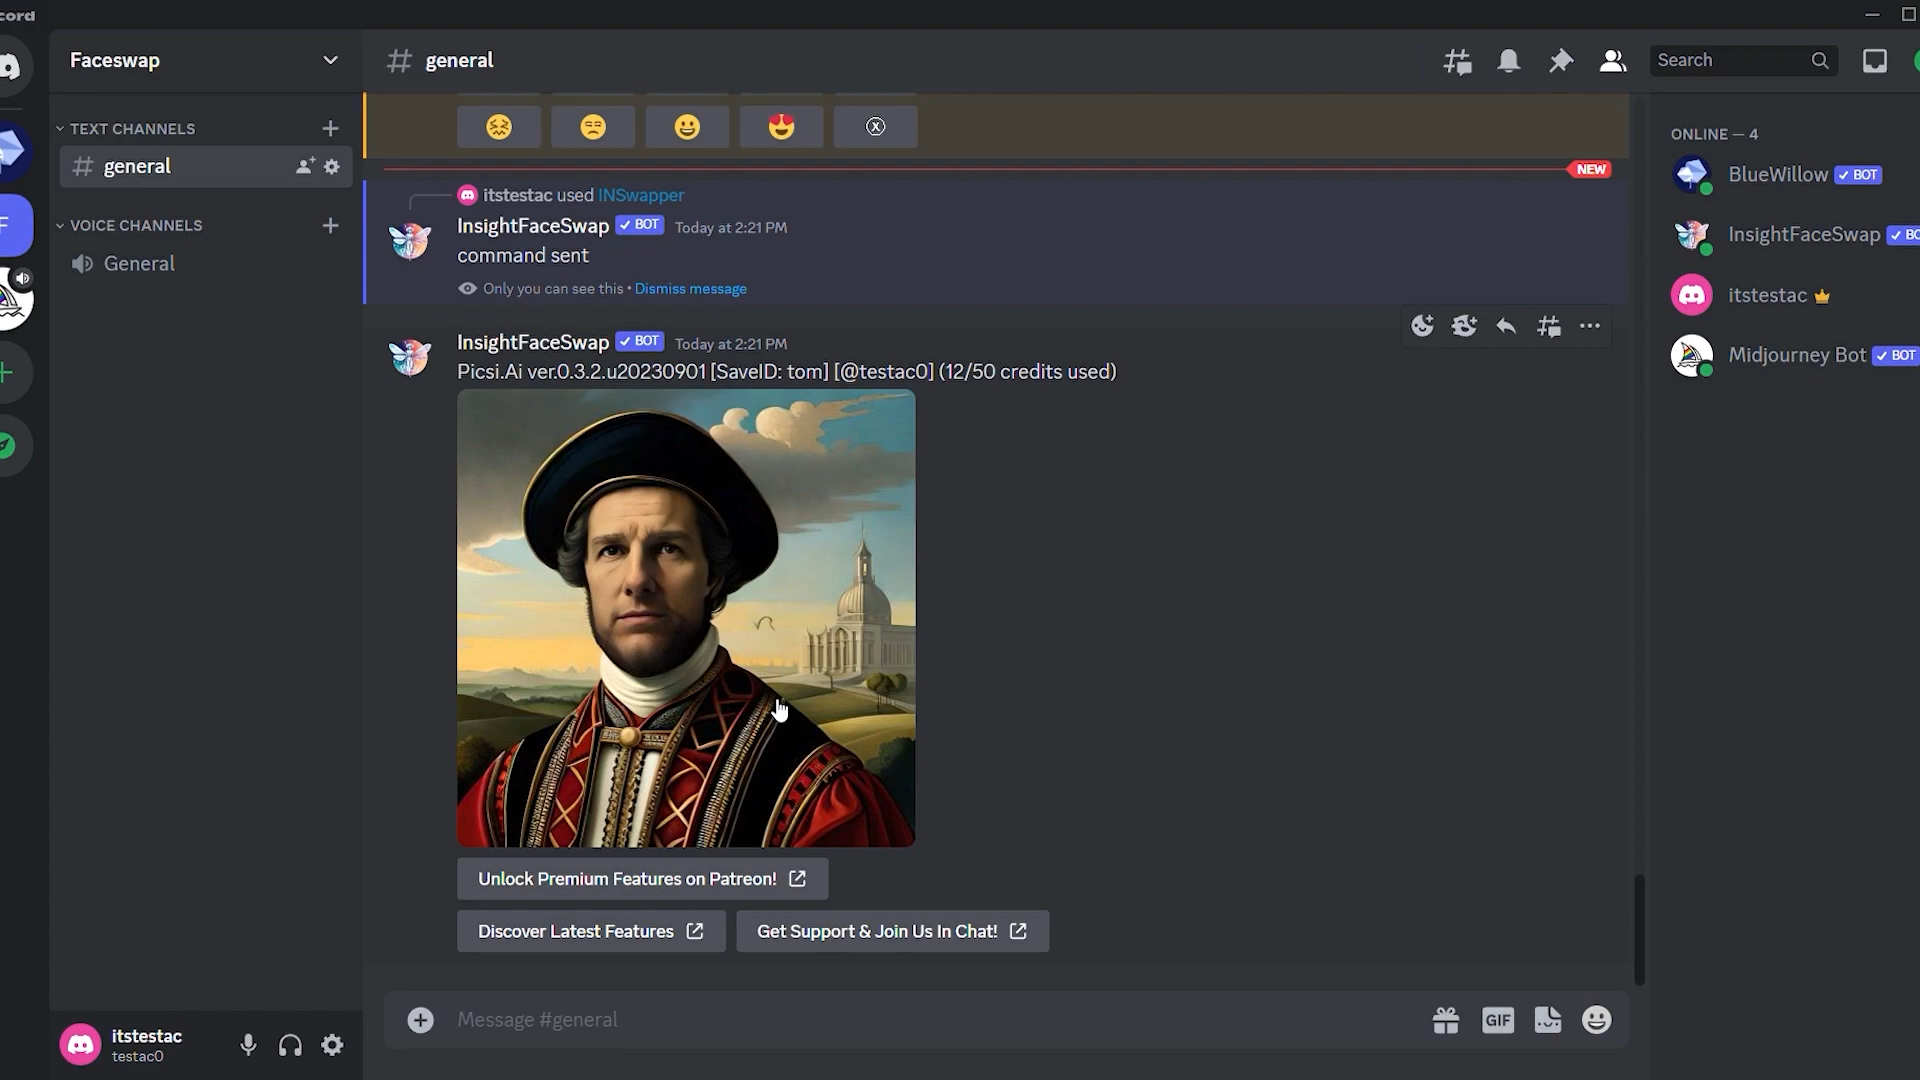 cord
Faceswap
general
Search
TEXT CHANNELS
general
VOICE CHANNELS
General
NEW
itstestac used INSwapper
InsightFaceSwap BOT Today at 2:21 PM
command sent
Only you can see this • Dismiss message
InsightFaceSwap BOT Today at 2:21 PM
Picsi.Ai ver.0.3.2.u20230901 [SaveID: tom] [@testac0] (12/50 credits used)
Unlock Premium Features on Patreon!
Discover Latest Features
Get Support & Join Us In Chat!
Message #general
GIF
itstestac
testac0
ONLINE — 4
BlueWillow BOT
InsightFaceSwap BO
itstestac
Midjourney Bot BOT